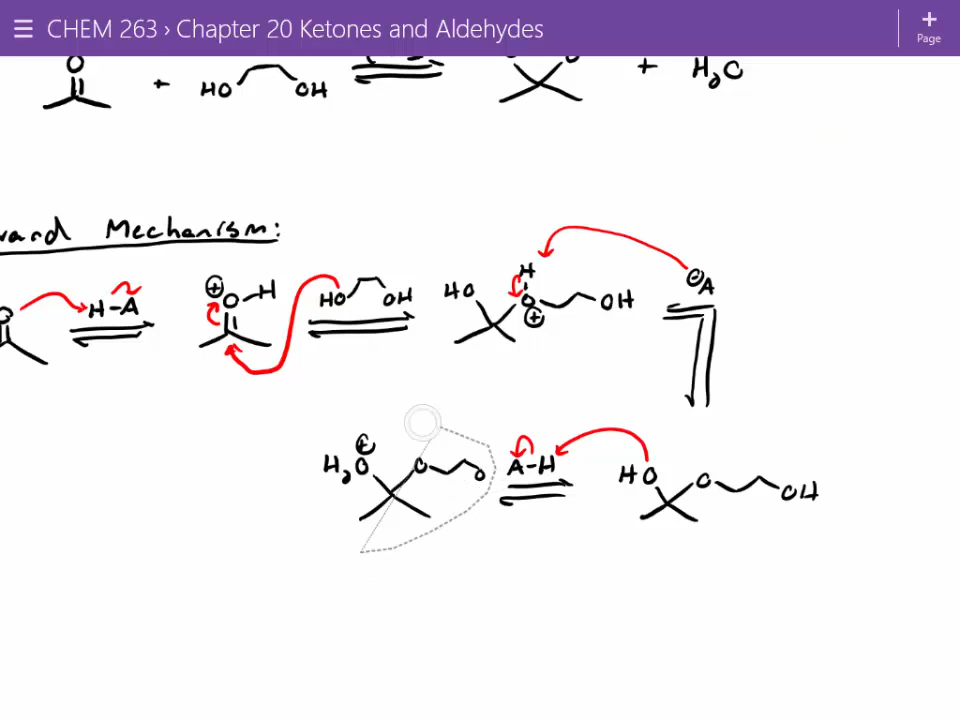 ☰ CHEM 263 › Chapter 20 Ketones and Aldehydes
+
Page
O + HO OH + H₂O
ward Mechanism:
H-A ⊕ O-H HO OH HO H O ⊕ OH ⊖A
H₂O ⊕ O O A-H HO O OH